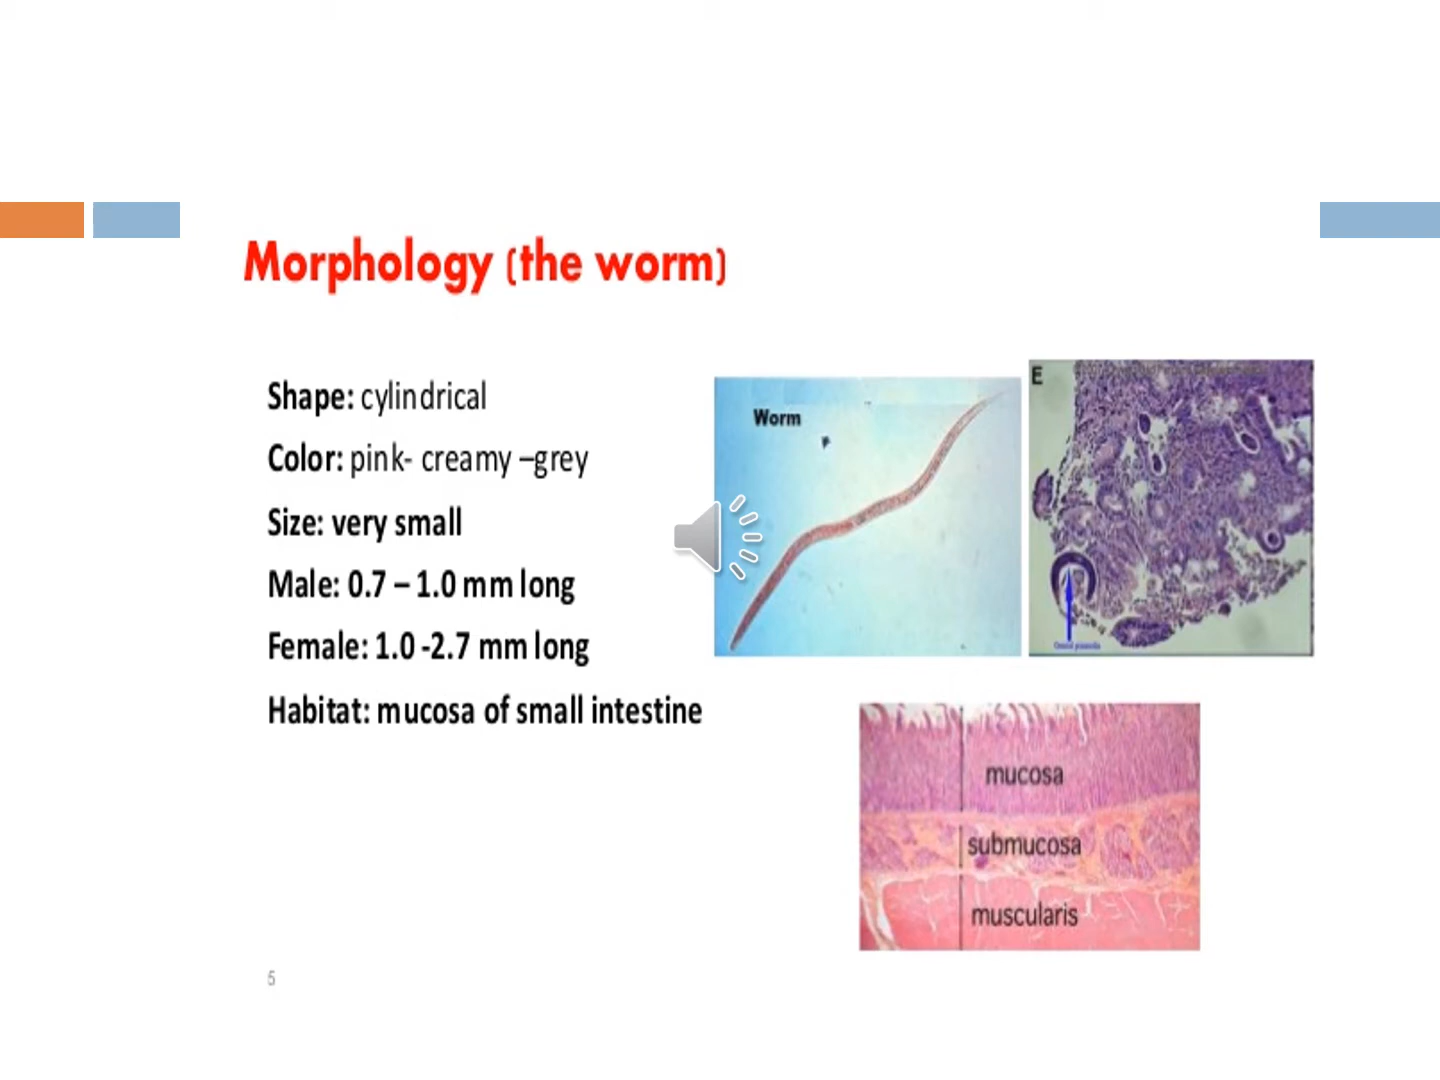 Morphology (the worm)
Shape: cylindrical
Color: pink- creamy –grey
Size: very small
Male: 0.7 – 1.0 mm long
Female: 1.0 -2.7 mm long
Habitat: mucosa of small intestine
Worm
E
mucosa
submucosa
muscularis
5